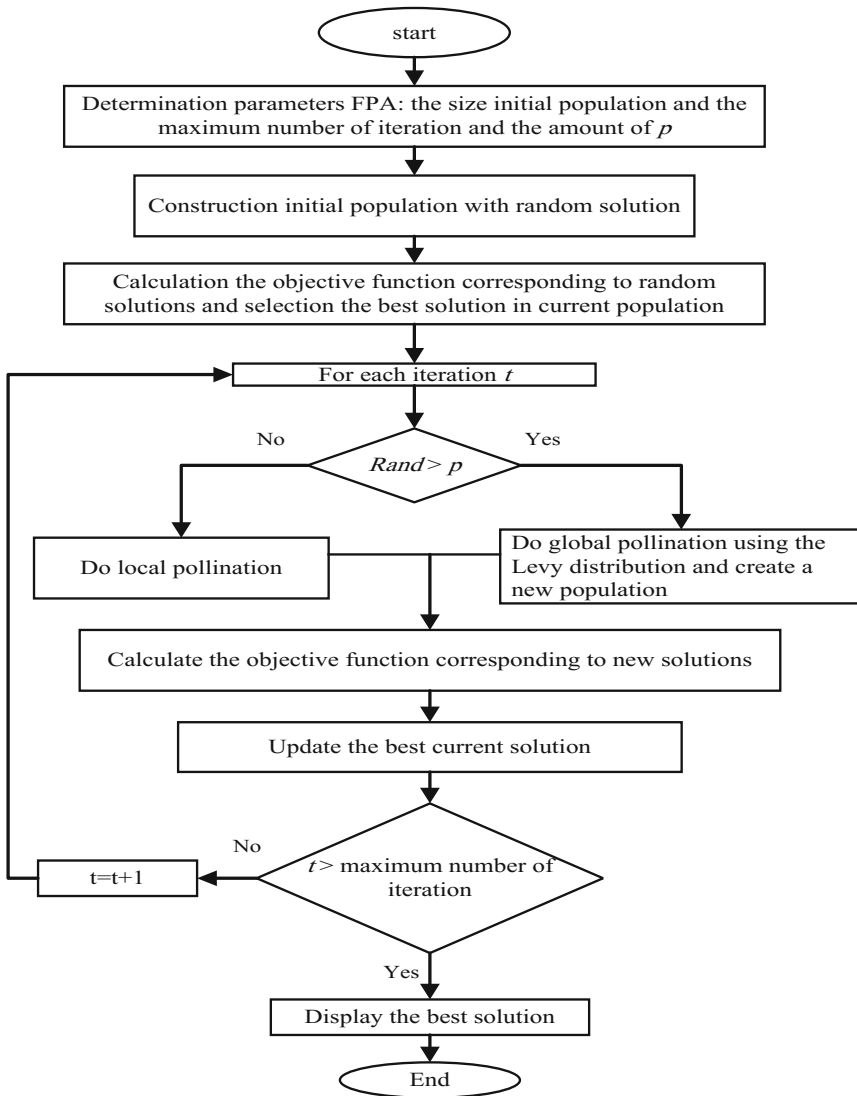 start
Determination parameters FPA: the size initial population and the
maximum number of iteration and the amount of p
Construction initial population with random solution
Calculation the objective function corresponding to random
solutions and selection the best solution in current population
For each iteration t
No
Yes
Rand > p
Do local pollination
Do global pollination using the
Levy distribution and create a
new population
Calculate the objective function corresponding to new solutions
Update the best current solution
No
t > maximum number of
iteration
t=t+1
Yes
Display the best solution
End